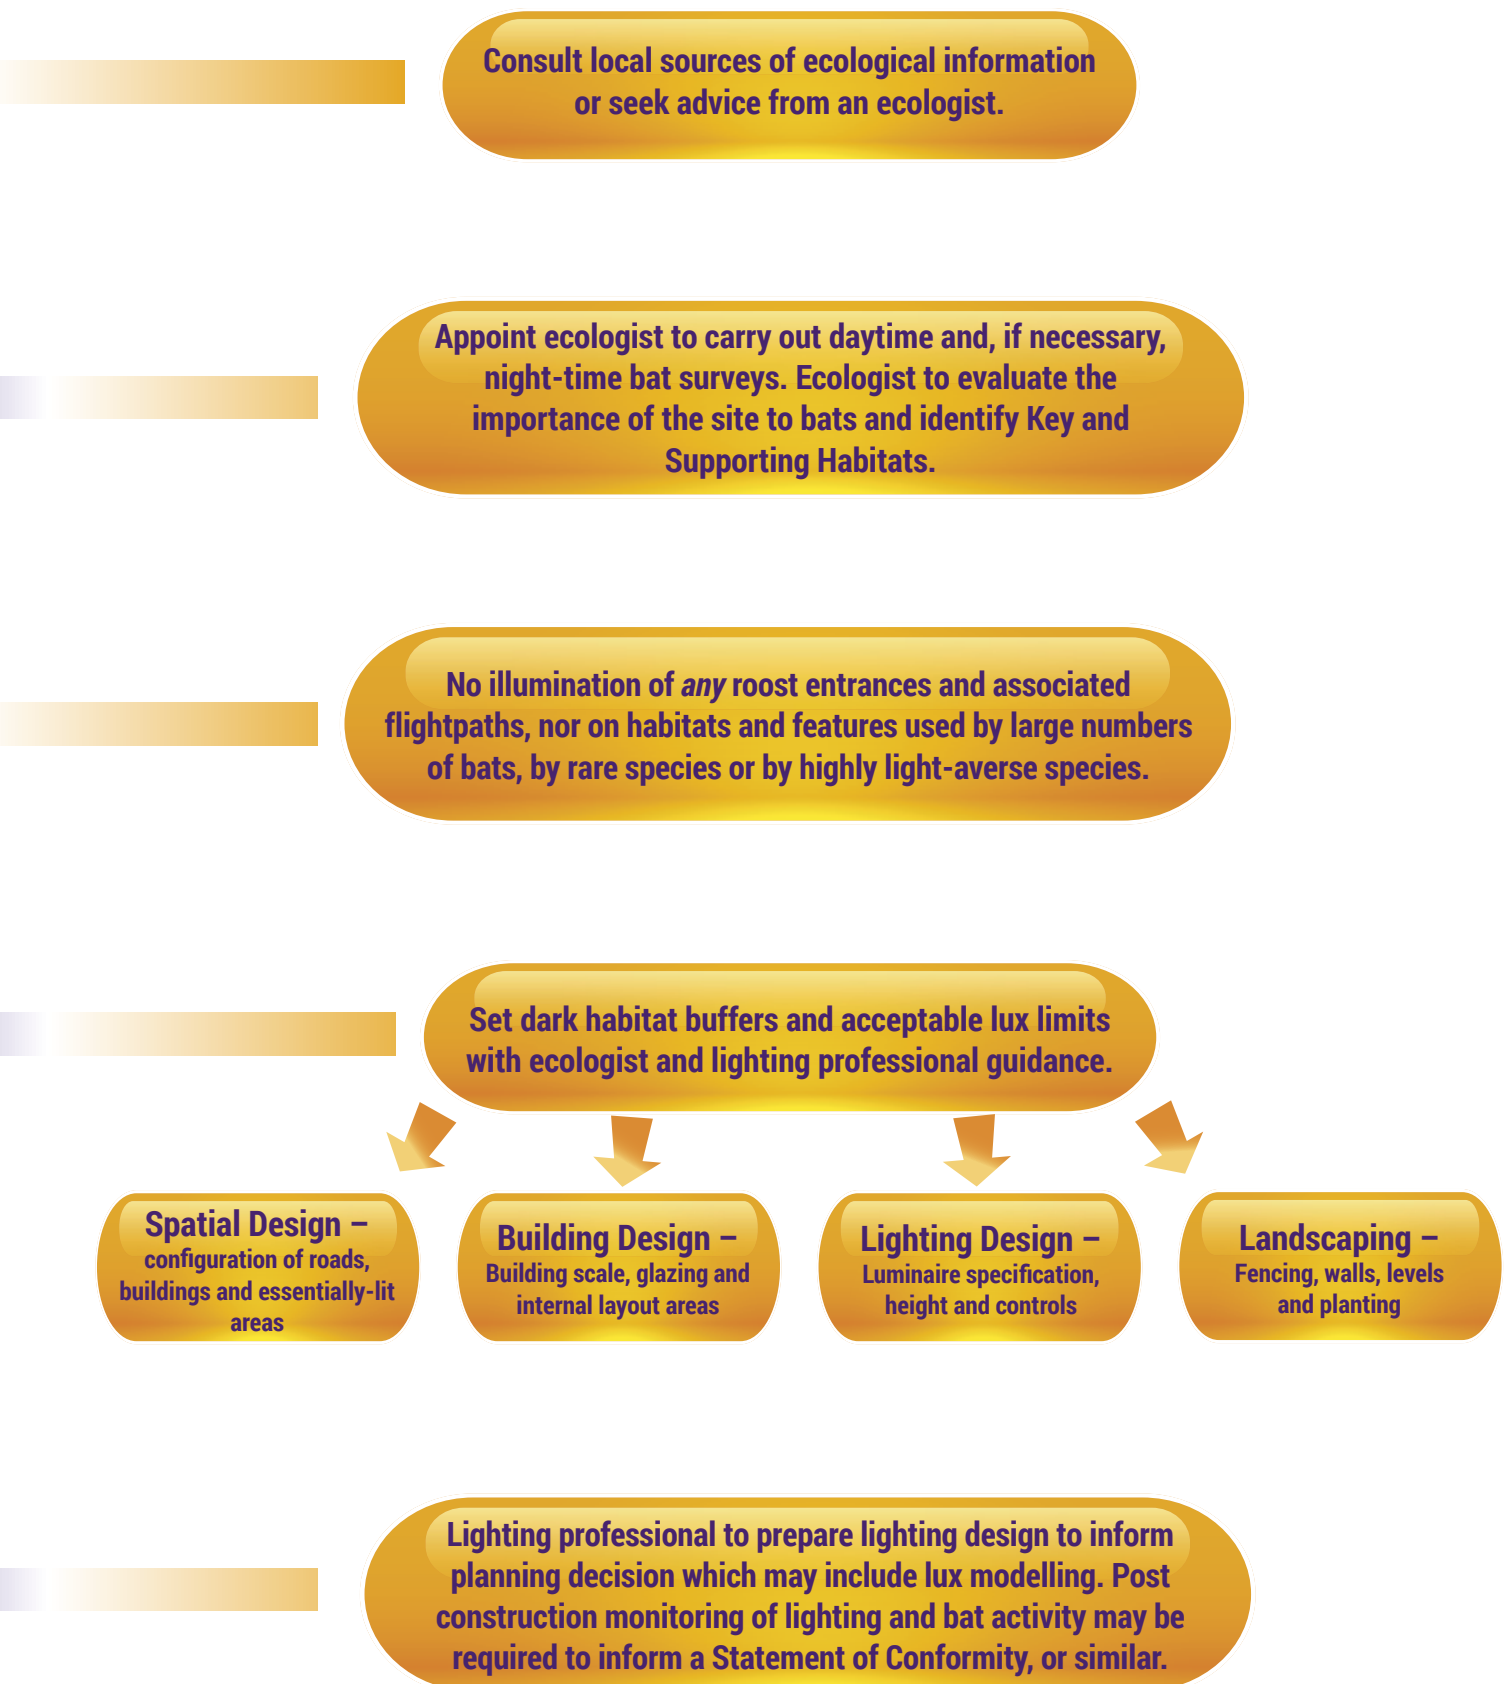 Consult local sources of ecological information
or seek advice from an ecologist.
Appoint ecologist to carry out daytime and, if necessary,
night-time bat surveys. Ecologist to evaluate the
importance of the site to bats and identify Key and
Supporting Habitats.
No illumination of any roost entrances and associated
flightpaths, nor on habitats and features used by large numbers
of bats, by rare species or by highly light-averse species.
Set dark habitat buffers and acceptable lux limits
with ecologist and lighting professional guidance.
Spatial Design –
configuration of roads,
buildings and essentially-lit
areas
Building Design –
Building scale, glazing and
internal layout areas
Lighting Design –
Luminaire specification,
height and controls
Landscaping –
Fencing, walls, levels
and planting
Lighting professional to prepare lighting design to inform
planning decision which may include lux modelling. Post
construction monitoring of lighting and bat activity may be
required to inform a Statement of Conformity, or similar.